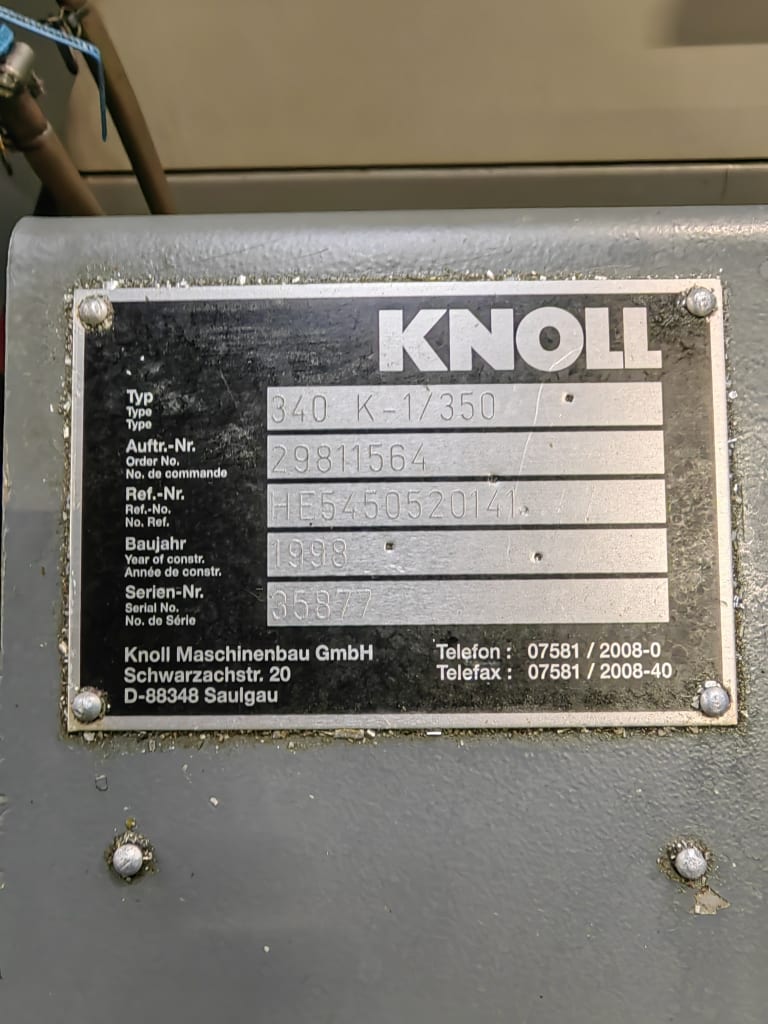 KNOLL
Typ
Type
Type
340 K-1/350
Auftr.-Nr.
Order No.
No. de commande
29811564
Ref.-Nr.
Ref.-No.
No. Ref.
HE5450520141
Baujahr
Year of constr.
Année de constr.
1998
Serien-Nr.
Serial No.
No. de Série
35877
Knoll Maschinenbau GmbH
Schwarzachstr. 20
D-88348 Saulgau
Telefon : 07581 / 2008-0
Telefax : 07581 / 2008-40